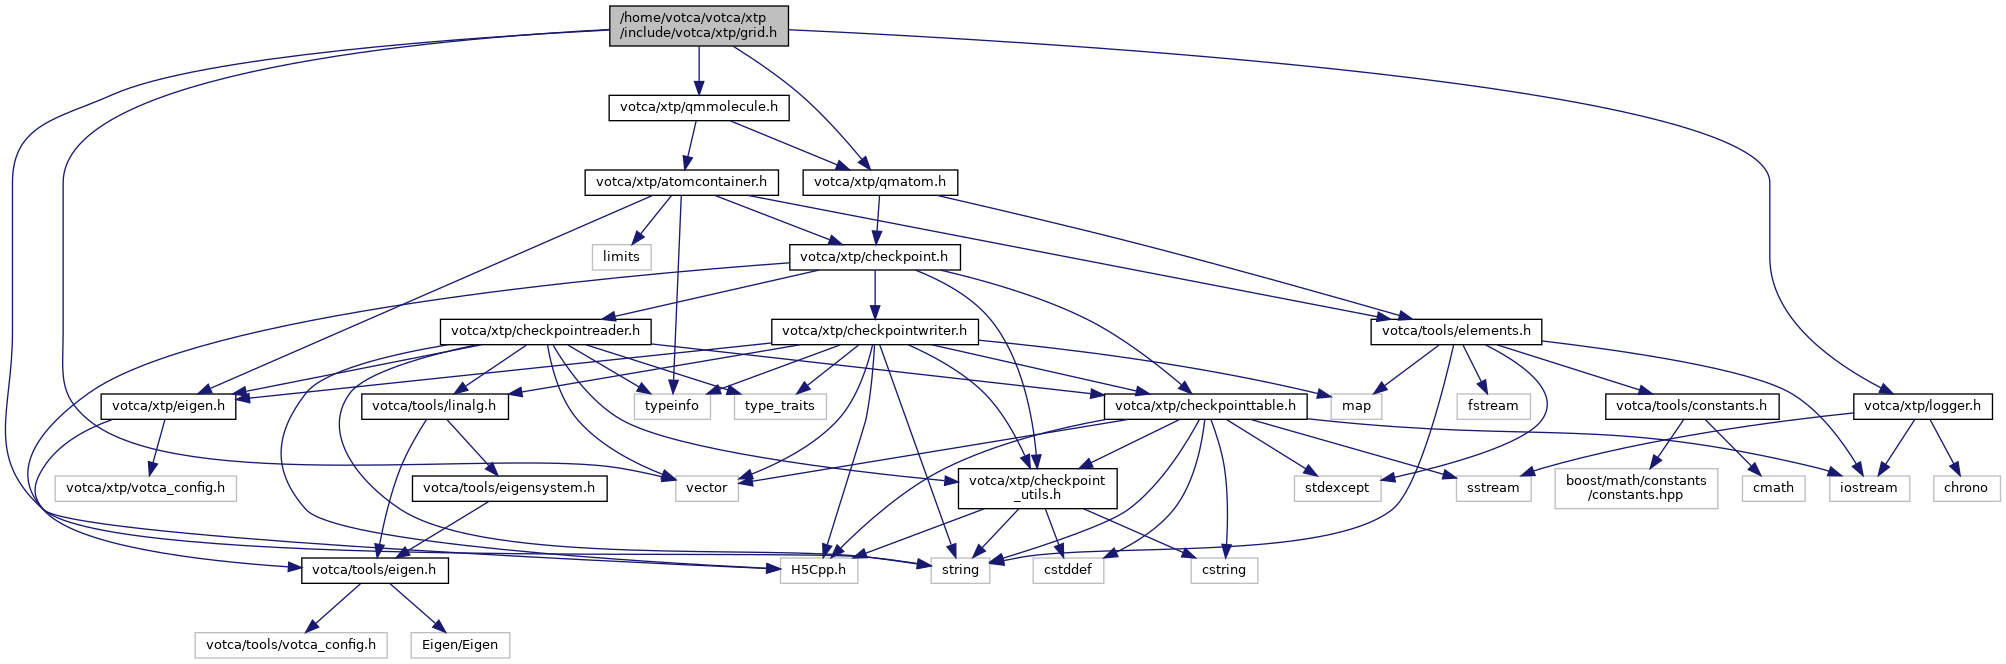 /home/votca/votca/xtp
/include/votca/xtp/grid.h
votca/xtp/qmmolecule.h
votca/xtp/atomcontainer.h
votca/xtp/qmatom.h
limits
votca/xtp/checkpoint.h
votca/xtp/checkpointreader.h
votca/xtp/checkpointwriter.h
votca/tools/elements.h
votca/xtp/eigen.h
votca/tools/linalg.h
typeinfo
type_traits
votca/xtp/checkpointtable.h
map
fstream
votca/tools/constants.h
votca/xtp/logger.h
votca/xtp/votca_config.h
votca/tools/eigensystem.h
vector
votca/xtp/checkpoint
_utils.h
stdexcept
sstream
boost/math/constants
/constants.hpp
cmath
iostream
chrono
votca/tools/eigen.h
H5Cpp.h
string
cstddef
cstring
votca/tools/votca_config.h
Eigen/Eigen